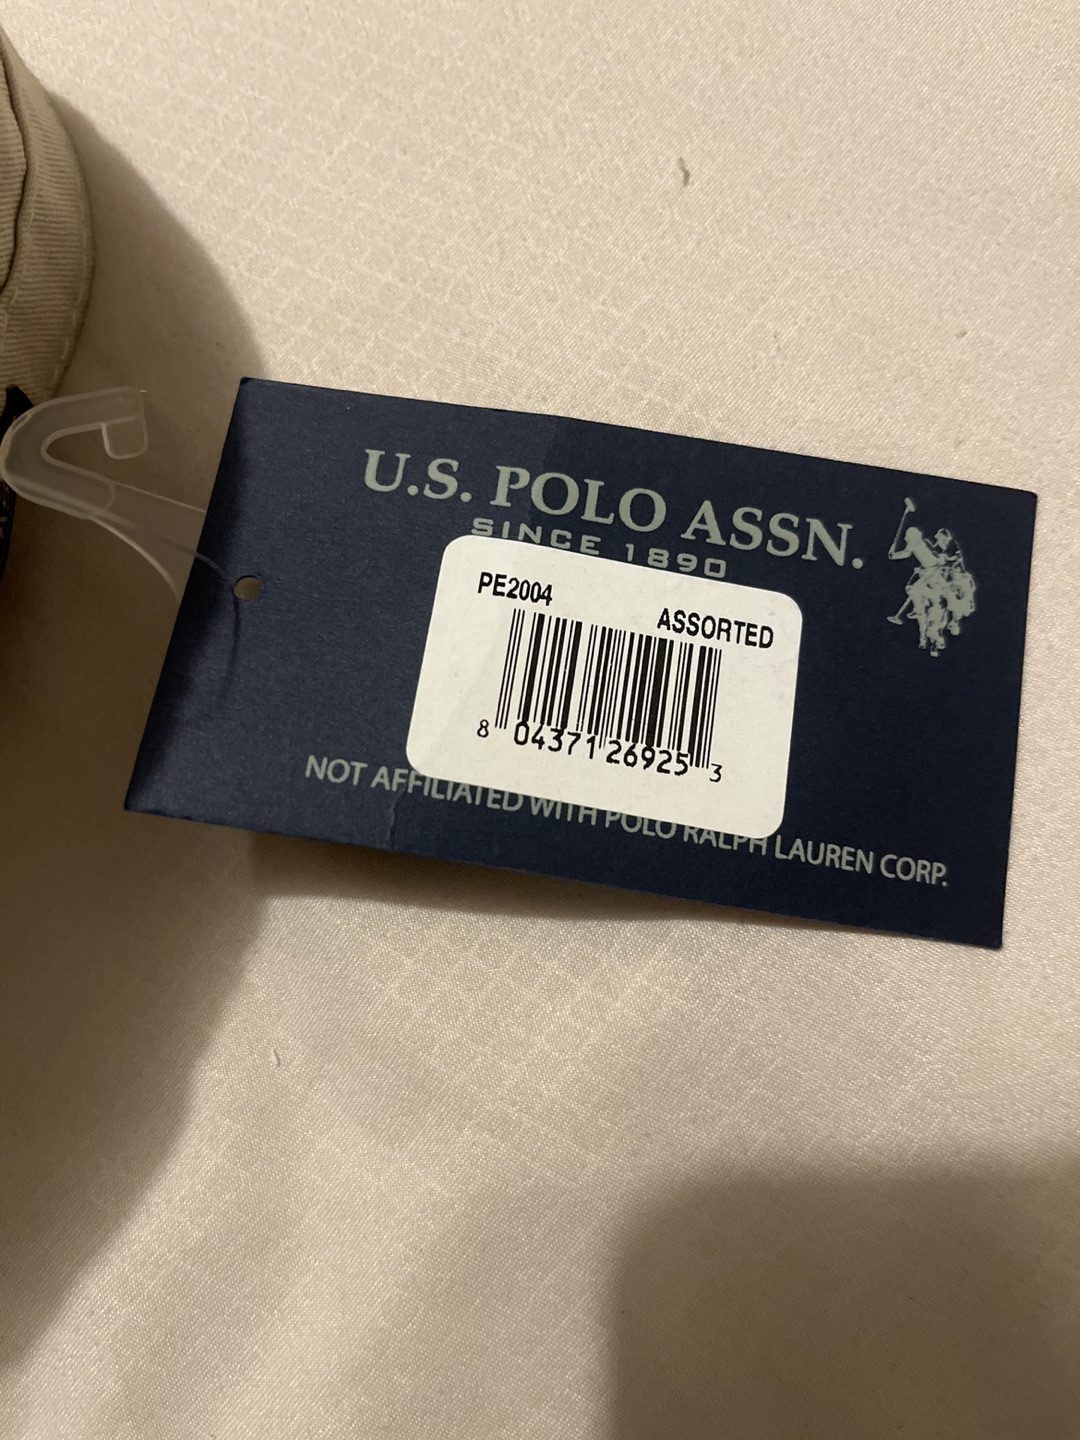 U.S. POLO ASSN.
SINCE 1890
PE2004
ASSORTED
8 04371 26925 3
NOT AFFILIATED WITH POLO RALPH LAUREN CORP.